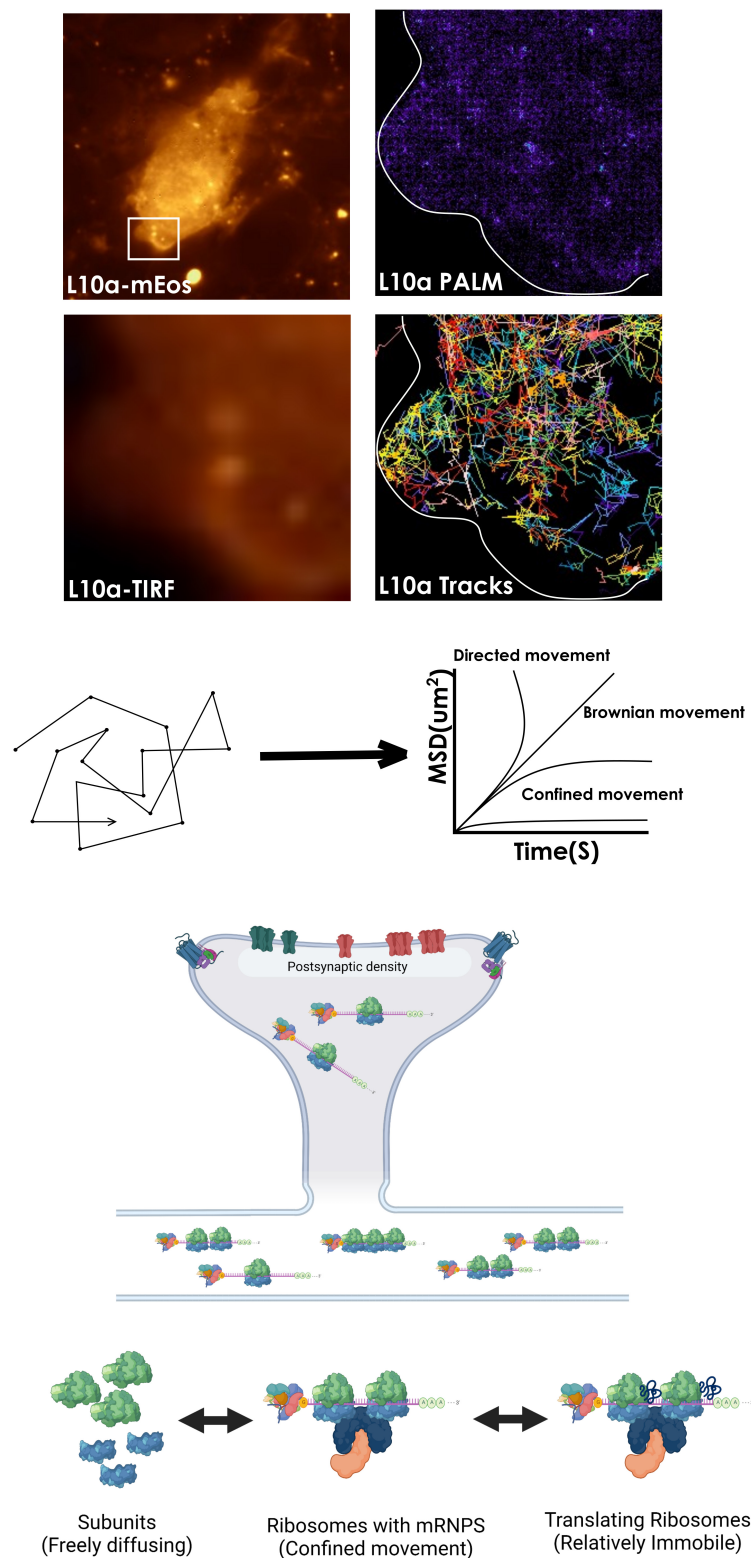 L10a-mEos
L10a PALM
L10a-TIRF
L10a Tracks
Directed movement
MSD(um²)
Brownian movement
Confined movement
Time(S)
Postsynaptic density
Subunits
(Freely diffusing)
G
A A A
3'
Ribosomes with mRNPS
(Confined movement)
G
A A A
Translating Ribosomes
(Relatively Immobile)